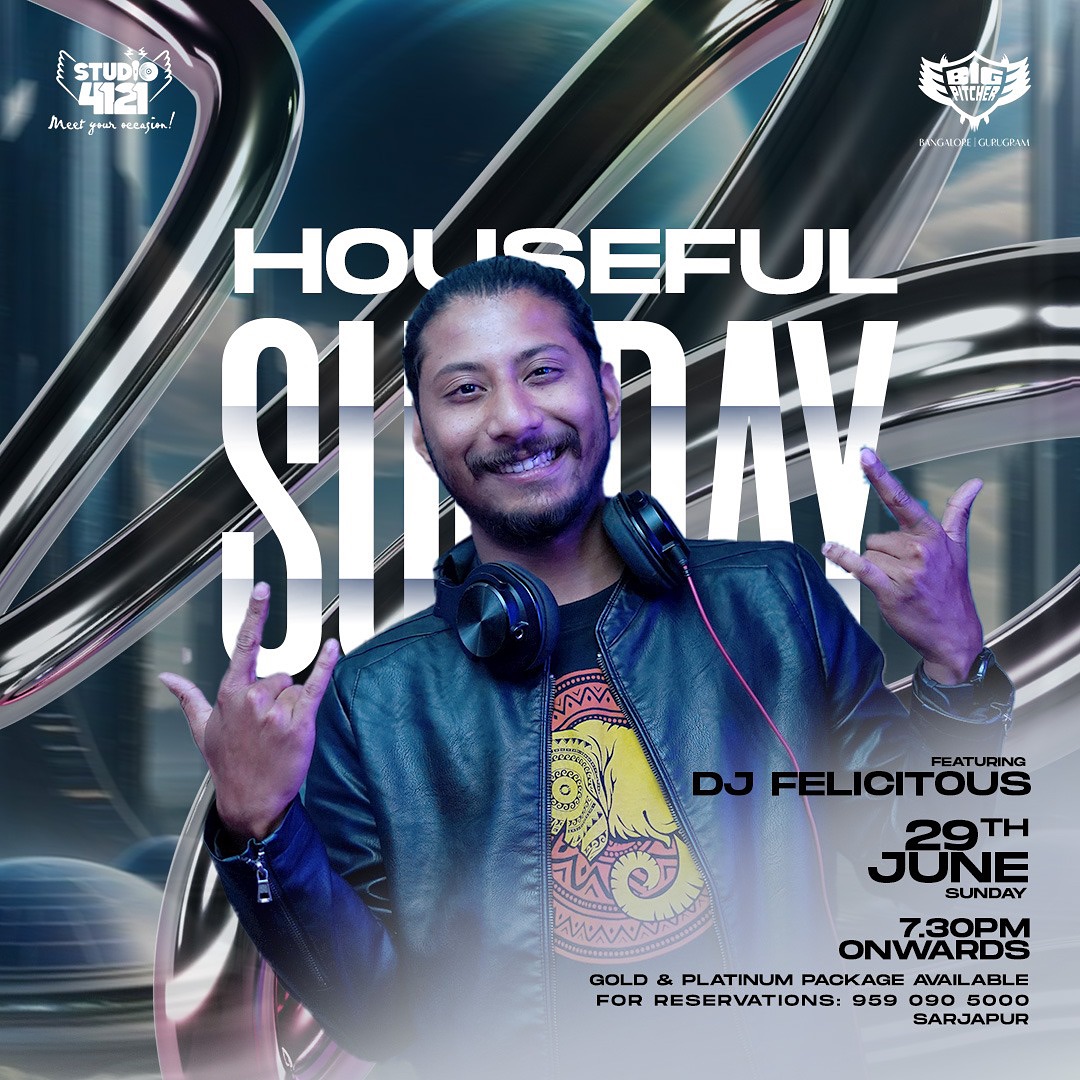 STUDIO
4121
Meet your occasion!
BIG
PITCHER
BANGALORE | GURUGRAM
HOUSEFUL
SUNDAY
FEATURING
DJ FELICITOUS
29TH
JUNE
SUNDAY
7.30PM
ONWARDS
GOLD & PLATINUM PACKAGE AVAILABLE
FOR RESERVATIONS: 959 090 5000
SARJAPUR